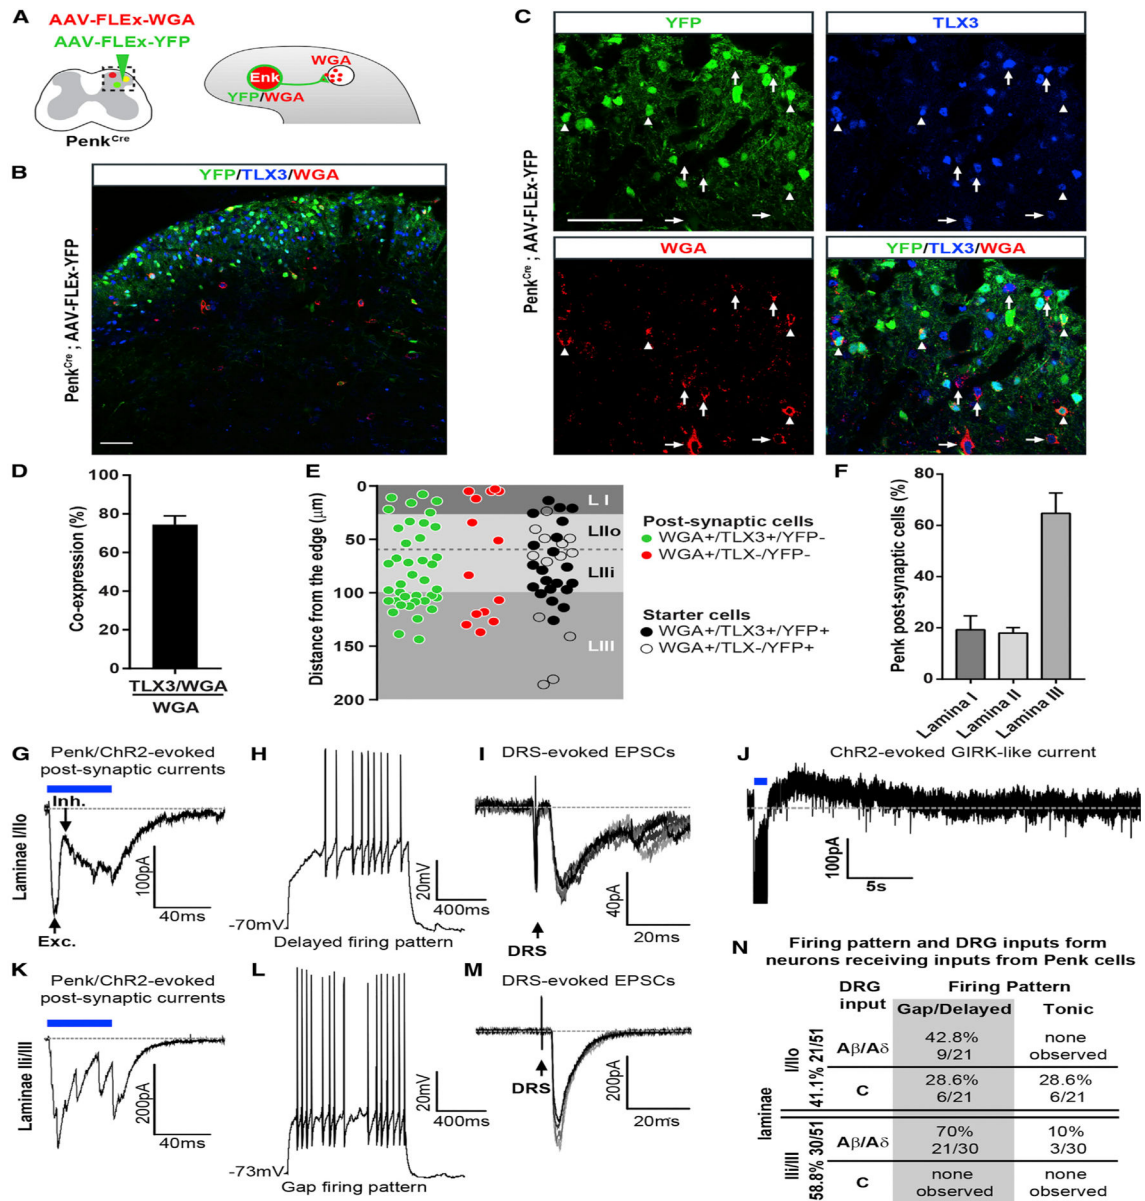 A
AAV-FLEx-WGA
AAV-FLEx-YFP
Penk^Cre
WGA
Enk
YFP/WGA
B
YFP/TLX3/WGA
Penk^Cre ; AAV-FLEx-YFP
C
YFP
TLX3
WGA
YFP/TLX3/WGA
Penk^Cre ; AAV-FLEx-YFP
D
Co-expression (%)
100
80
60
40
20
0
TLX3/WGA
WGA
E
Distance from the edge (μm)
0
50
100
150
200
L I
LIIo
LIIi
LIII
Post-synaptic cells
WGA+/TLX3+/YFP-
WGA+/TLX-/YFP-
Starter cells
WGA+/TLX3+/YFP+
WGA+/TLX-/YFP+
F
Penk post-synaptic cells (%)
80
60
40
20
0
Lamina I
Lamina II
Lamina III
G
Penk/ChR2-evoked
post-synaptic currents
Laminae I/IIo
Inh.
Exc.
100pA
40ms
H
-70mV
20mV
400ms
Delayed firing pattern
I
DRS-evoked EPSCs
DRS
40pA
20ms
J
ChR2-evoked GIRK-like current
100pA
5s
K
Penk/ChR2-evoked
post-synaptic currents
Laminae IIi/III
200pA
40ms
L
-73mV
20mV
400ms
Gap firing pattern
M
DRS-evoked EPSCs
DRS
200pA
20ms
N
Firing pattern and DRG inputs form
neurons receiving inputs from Penk cells
DRG
input
Firing Pattern
Gap/Delayed
Tonic
laminae
I/IIo
41.1% 21/51
Aβ/Aδ
42.8%
9/21
none
observed
C
28.6%
6/21
28.6%
6/21
IIi/III
58.8% 30/51
Aβ/Aδ
70%
21/30
10%
3/30
C
none
observed
none
observed